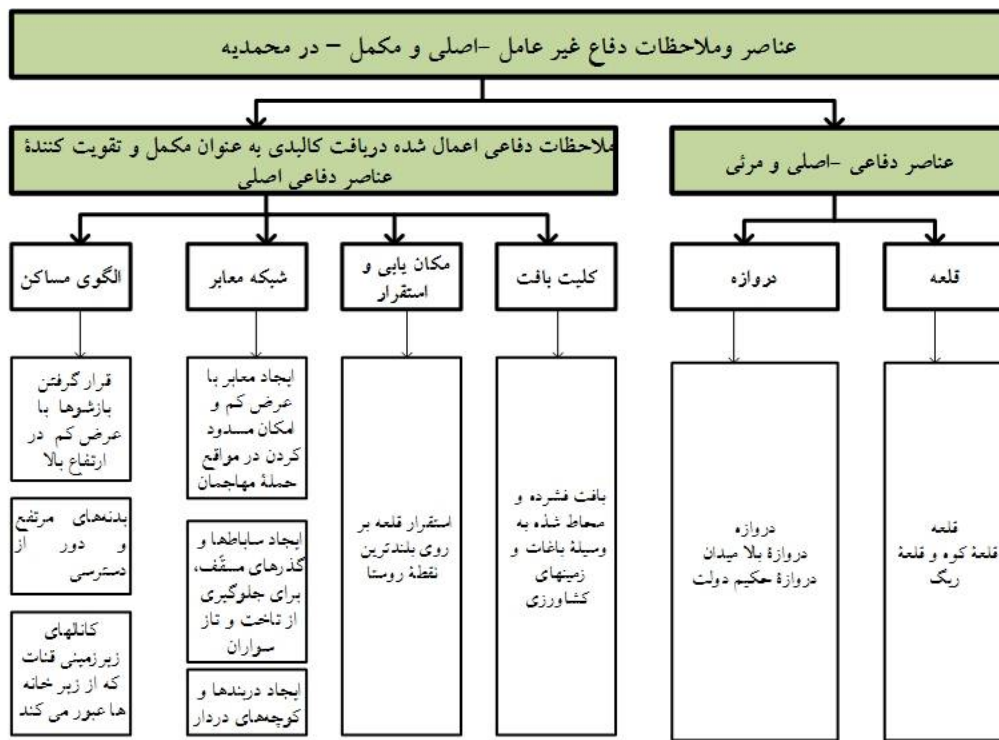 عناصر وملاحظات دفاع غیر عامل -اصلی و مکمل – در محمدیه
عناصر دفاعی -اصلی و مرئی
ملاحظات دفاعی اعمال شده دربافت کالبدی به عنوان مکمل و تقویت کنندۀ
عناصر دفاعی اصلی
قلعه
دروازه
کلیت بافت
مکان یابی و
استقرار
شبکه معابر
الگوی مساکن
قلعه
قلعۀ کوه و قلعۀ
ریگ
دروازه
دروازۀ بالا میدان
دروازۀ حکیم دولت
بافت فشرده و
محاط شده به
وسیلۀ باغات و
زمینهای
کشاورزی
استقرار قلعه بر
روی بلندترین
نقطۀ روستا
ایجاد معابر با
عرض کم و
امکان مسدود
کردن در مواقع
حملۀ مهاجمان
ایجاد ساباطها و
گذرهای مسقّف،
برای جلوگیری
از تاخت و تاز
سواران
ایجاد دربندها و
کوچه‌های دردار
قرار گرفتن
بازشوها با
عرض کم در
ارتفاع بالا
بدنه‌های مرتفع
و دور از
دسترسی
کانالهای
زیرزمینی قنات
که از زیر خانه
ها عبور می کند